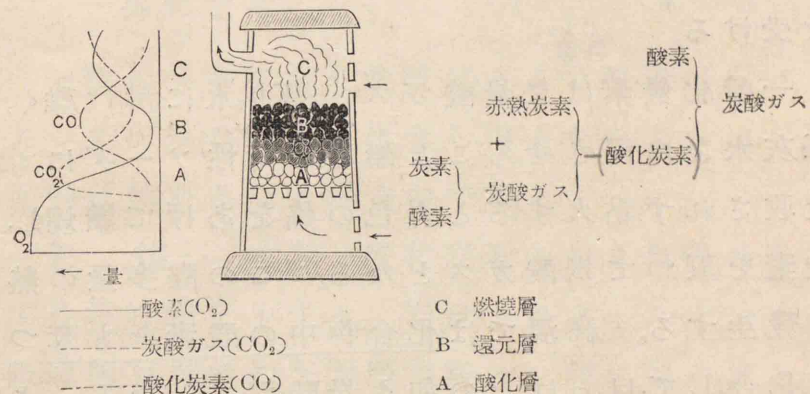 C
CO
B
CO₂
A
O₂
← 量
C
B
A
炭素
酸素
赤熱炭素
+
炭酸ガス
一酸化炭素
酸素
炭酸ガス
酸素(O₂)
炭酸ガス(CO₂)
酸化炭素(CO)
C 燃燒層
B 還元層
A 酸化層